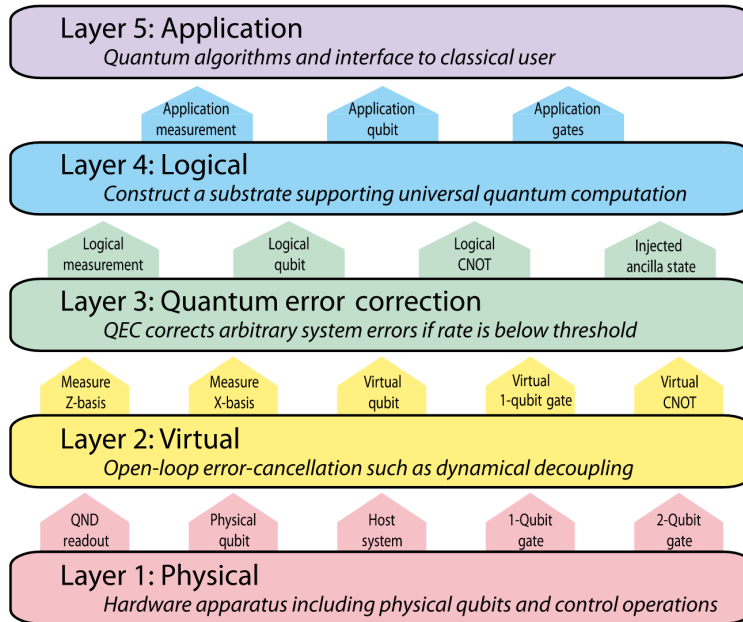 Layer 5: Application
Quantum algorithms and interface to classical user
Application
measurement
Application
qubit
Application
gates
Layer 4: Logical
Construct a substrate supporting universal quantum computation
Logical
measurement
Logical
qubit
Logical
CNOT
Injected
ancilla state
Layer 3: Quantum error correction
QEC corrects arbitrary system errors if rate is below threshold
Measure
Z-basis
Measure
X-basis
Virtual
qubit
Virtual
1-qubit gate
Virtual
CNOT
Layer 2: Virtual
Open-loop error-cancellation such as dynamical decoupling
QND
readout
Physical
qubit
Host
system
1-Qubit
gate
2-Qubit
gate
Layer 1: Physical
Hardware apparatus including physical qubits and control operations